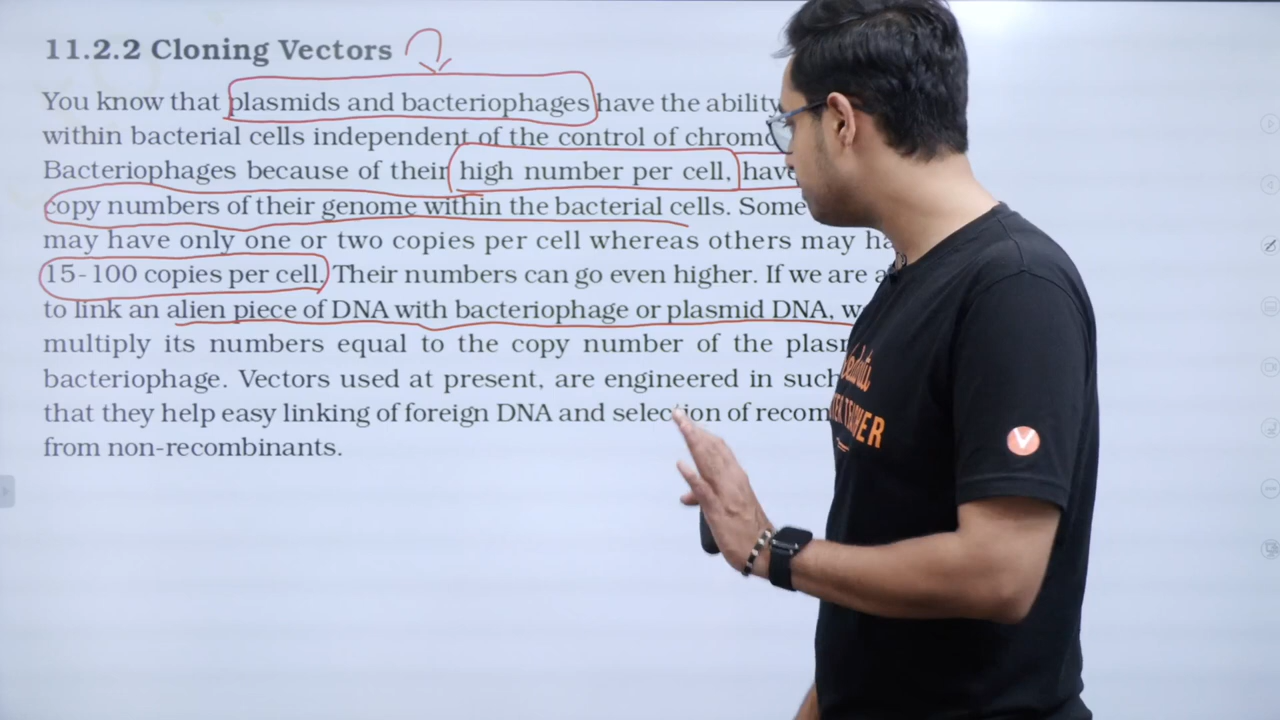 11.2.2 Cloning Vectors
You know that plasmids and bacteriophages have the ability
within bacterial cells independent of the control of
Bacteriophages because of their high number per cell, have
copy numbers of their genome within the bacterial cells. Some
may have only one or two copies per cell whereas others may
15-100 copies per cell. Their numbers can go even higher. If we are
to link an alien piece of DNA with bacteriophage or plasmid DNA,
multiply its numbers equal to the copy number of the
bacteriophage. Vectors used at present, are engineered in such
that they help easy linking of foreign DNA and selection of
from non-recombinants.
V